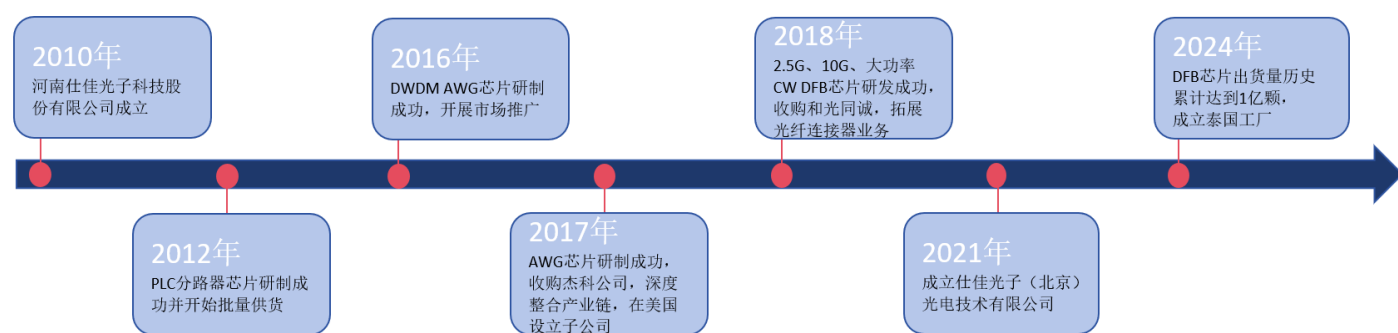 2010年
河南仕佳光子科技股
份有限公司成立
2012年
PLC分路器芯片研制成
功并开始批量供货
2016年
DWDM AWG芯片研制
成功，开展市场推广
2017年
AWG芯片研制成功，
收购杰科公司，深度
整合产业链，在美国
设立子公司
2018年
2.5G、10G、大功率
CW DFB芯片研发成功，
收购和光同诚，拓展
光纤连接器业务
2021年
成立仕佳光子（北京）
光电技术有限公司
2024年
DFB芯片出货量历史
累计达到1亿颗，
成立泰国工厂